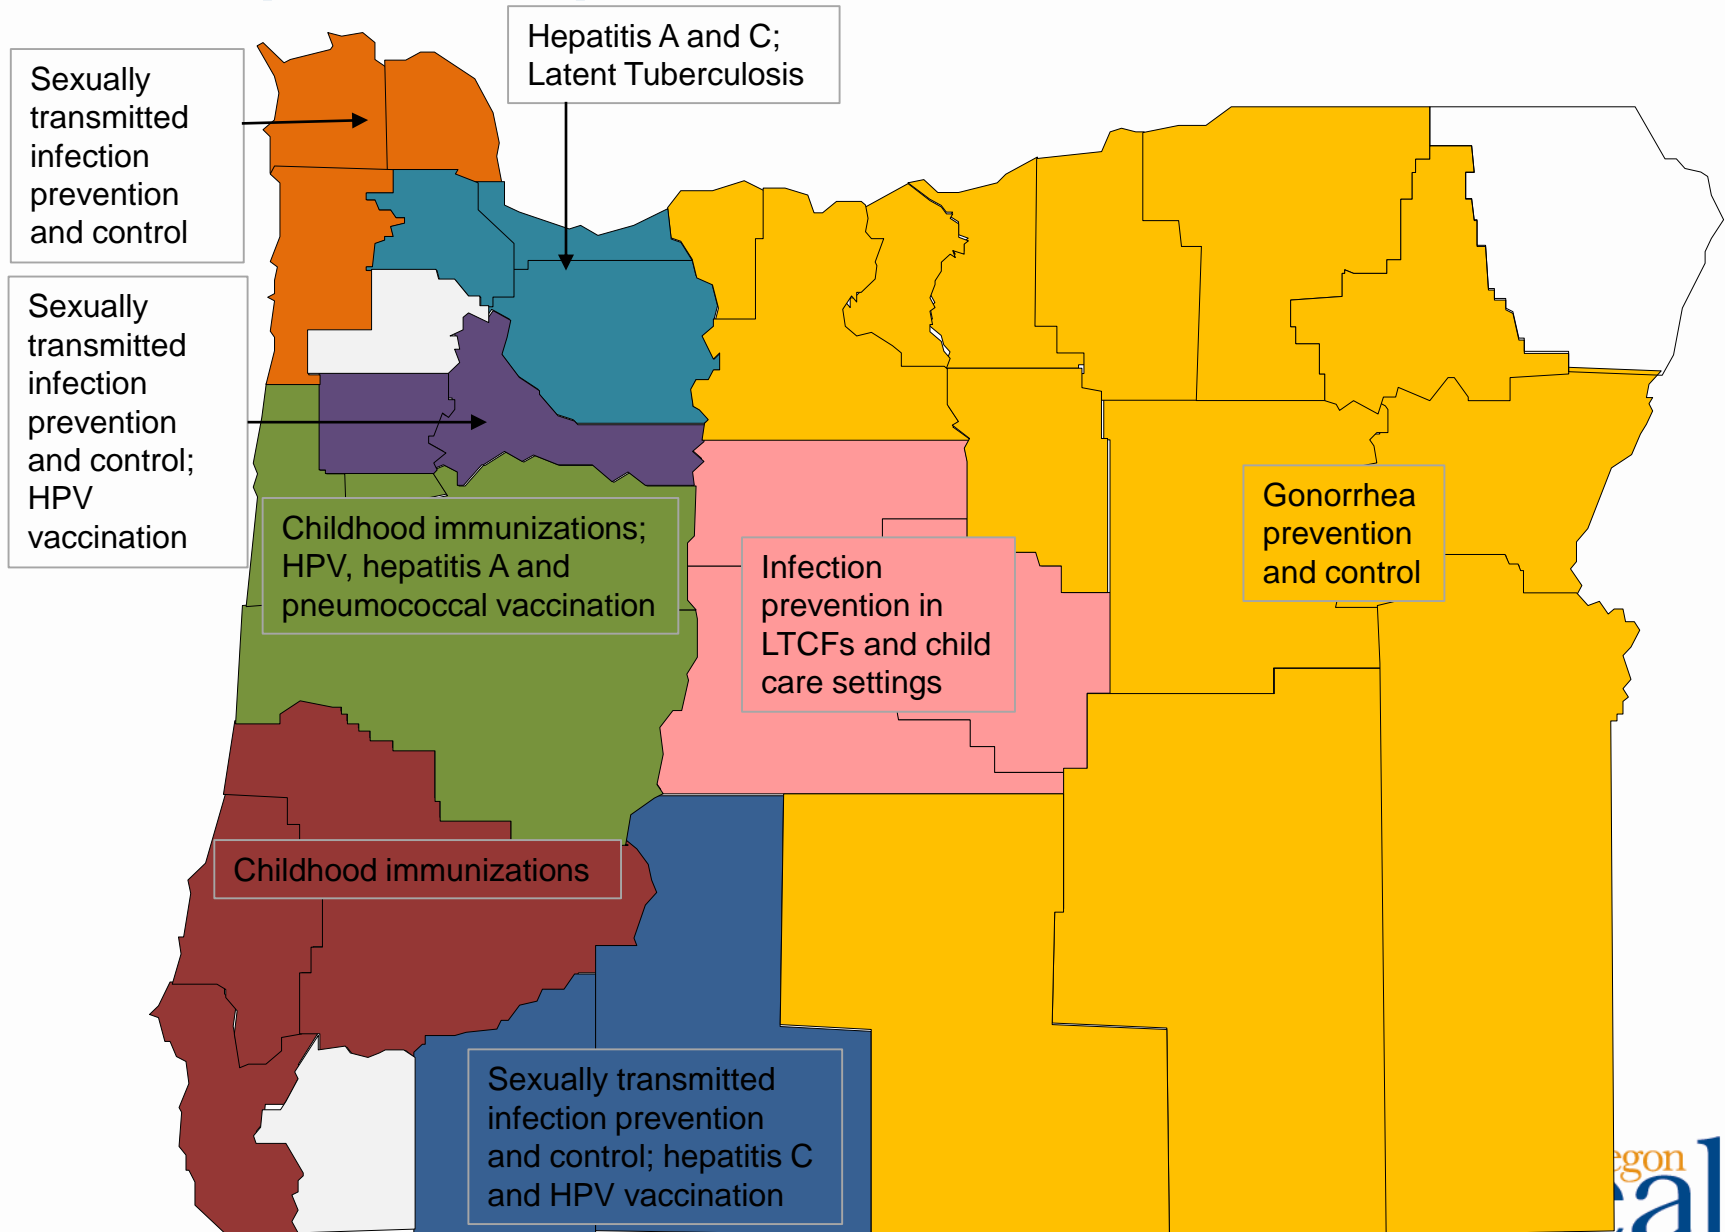 Hepatitis A and C;
Latent Tuberculosis
Sexually
transmitted
infection
prevention
and control
Sexually
transmitted
infection
prevention
and control;
HPV
vaccination
Childhood immunizations;
HPV, hepatitis A and
pneumococcal vaccination
Infection
prevention in
LTCFs and child
care settings
Gonorrhea
prevention
and control
Childhood immunizations
Sexually transmitted
infection prevention
and control; hepatitis C
and HPV vaccination
egon